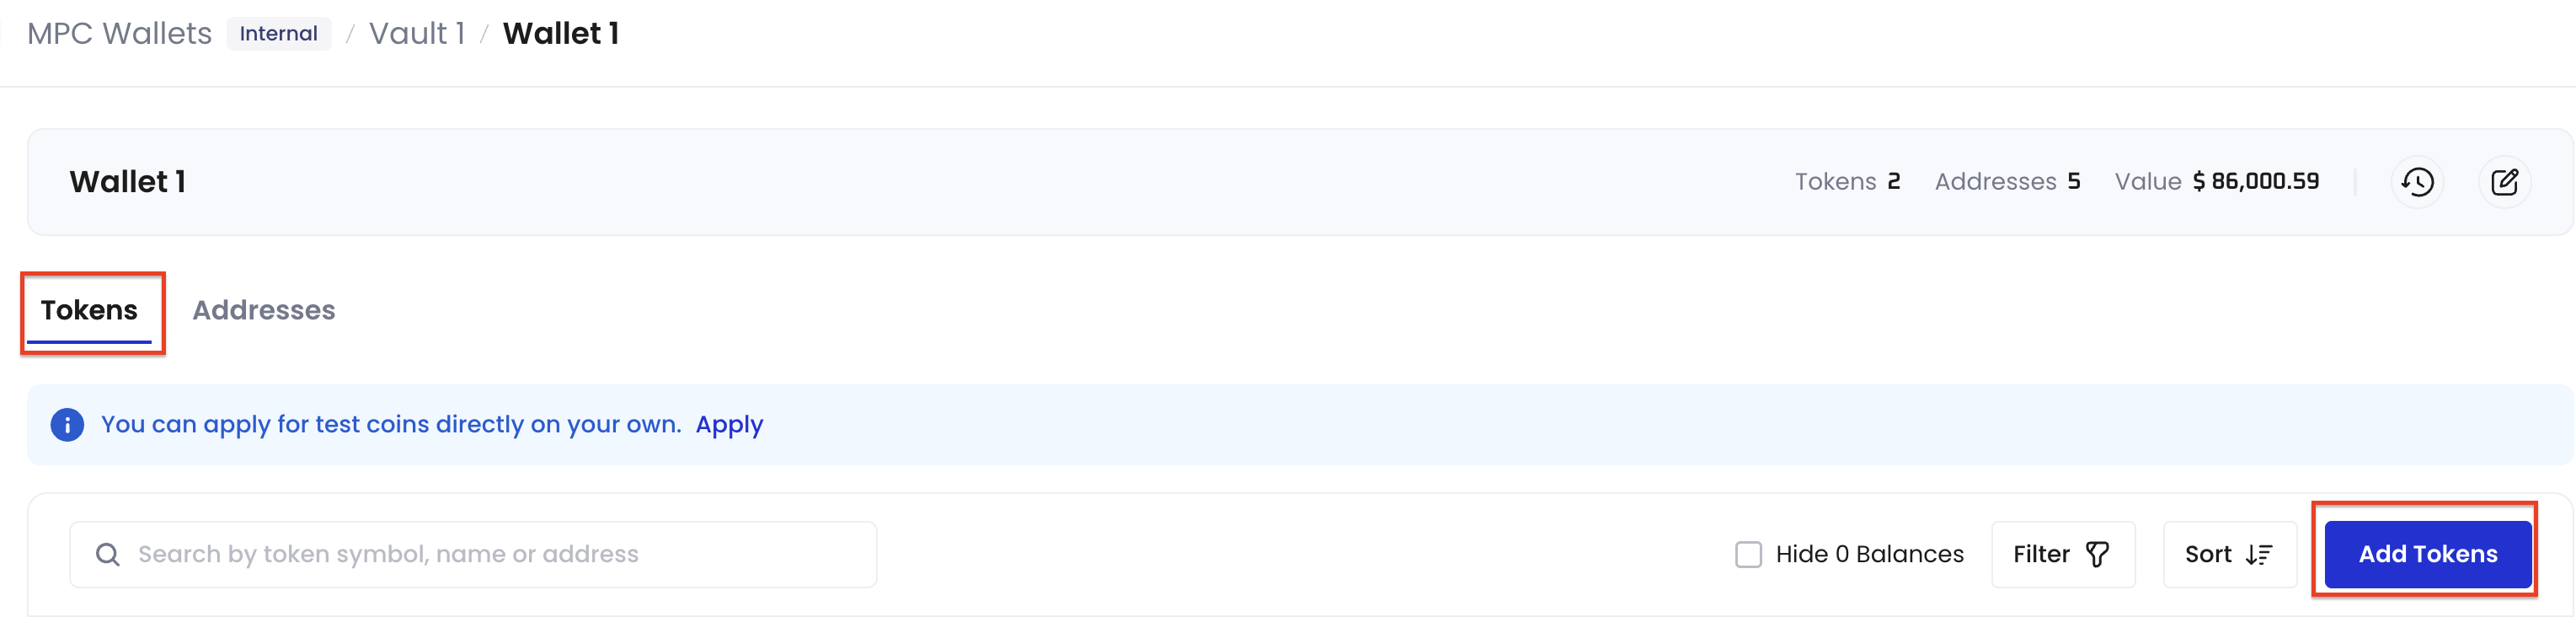 MPC Wallets Internal / Vault 1 / Wallet 1
Wallet 1 Tokens 2 Addresses 5 Value $ 86,000.59
Tokens Addresses
You can apply for test coins directly on your own. Apply
Search by token symbol, name or address Hide 0 Balances Filter Sort Add Tokens